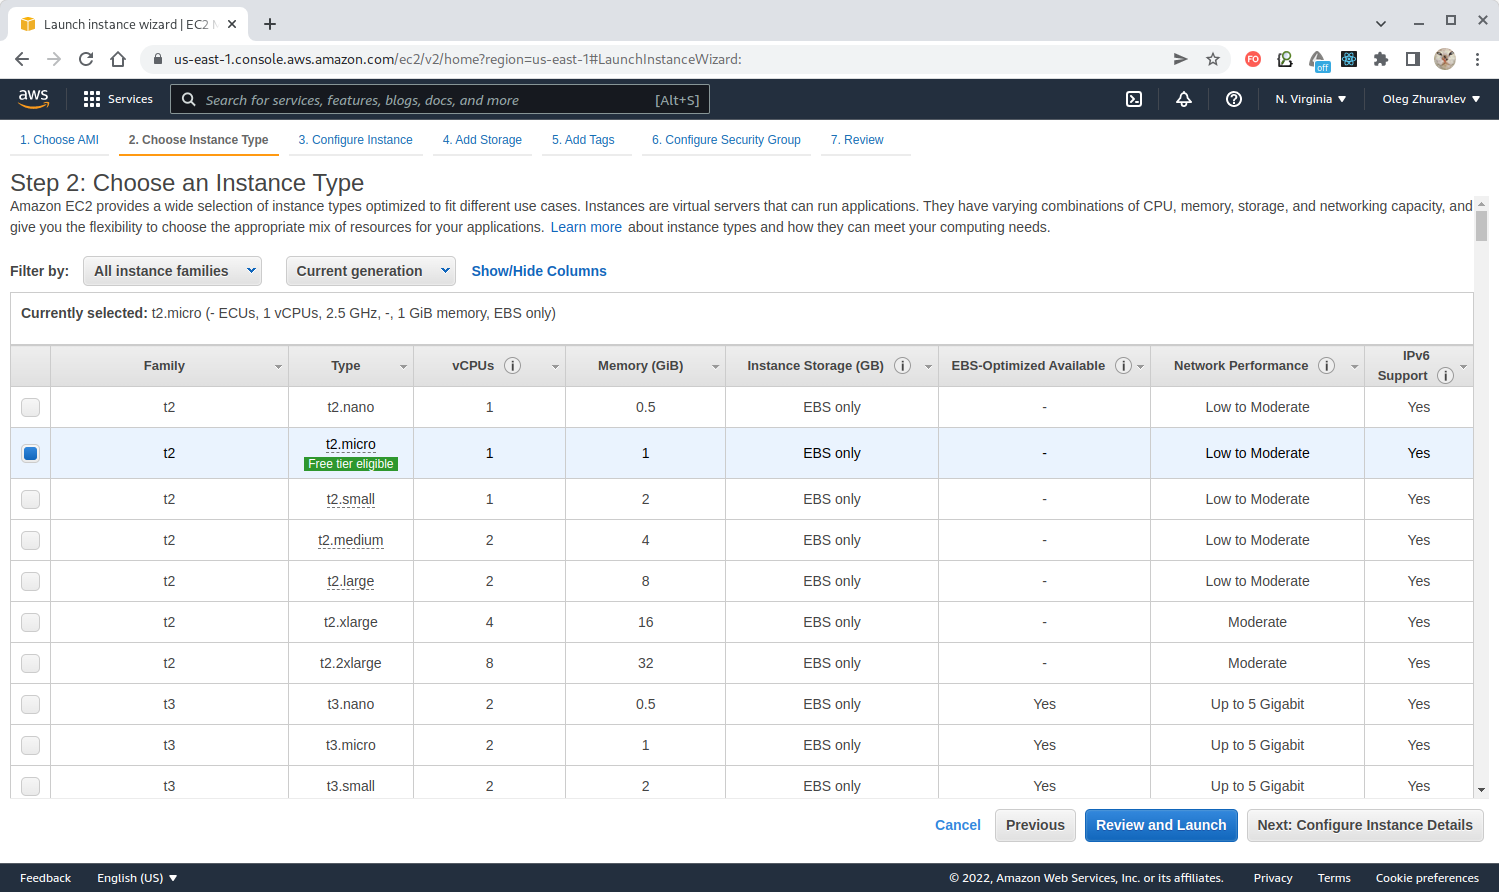 Launch instance wizard | EC2
us-east-1.console.aws.amazon.com/ec2/v2/home?region=us-east-1#LaunchInstanceWizard:
FO
off
aws
Services
Search for services, features, blogs, docs, and more
[Alt+S]
N. Virginia
Oleg Zhuravlev
1. Choose AMI
2. Choose Instance Type
3. Configure Instance
4. Add Storage
5. Add Tags
6. Configure Security Group
7. Review
Step 2: Choose an Instance Type
Amazon EC2 provides a wide selection of instance types optimized to fit different use cases. Instances are virtual servers that can run applications. They have varying combinations of CPU, memory, storage, and networking capacity, and
give you the flexibility to choose the appropriate mix of resources for your applications. Learn more about instance types and how they can meet your computing needs.
Filter by: All instance families Current generation Show/Hide Columns
Currently selected: t2.micro (- ECUs, 1 vCPUs, 2.5 GHz, -, 1 GiB memory, EBS only)
Family Type vCPUs i Memory (GiB) Instance Storage (GB) i EBS-Optimized Available i Network Performance i IPv6 Support i
t2 t2.nano 1 0.5 EBS only - Low to Moderate Yes
t2 t2.micro Free tier eligible 1 1 EBS only - Low to Moderate Yes
t2 t2.small 1 2 EBS only - Low to Moderate Yes
t2 t2.medium 2 4 EBS only - Low to Moderate Yes
t2 t2.large 2 8 EBS only - Low to Moderate Yes
t2 t2.xlarge 4 16 EBS only - Moderate Yes
t2 t2.2xlarge 8 32 EBS only - Moderate Yes
t3 t3.nano 2 0.5 EBS only Yes Up to 5 Gigabit Yes
t3 t3.micro 2 1 EBS only Yes Up to 5 Gigabit Yes
t3 t3.small 2 2 EBS only Yes Up to 5 Gigabit Yes
Cancel Previous Review and Launch Next: Configure Instance Details
Feedback English (US) © 2022, Amazon Web Services, Inc. or its affiliates. Privacy Terms Cookie preferences